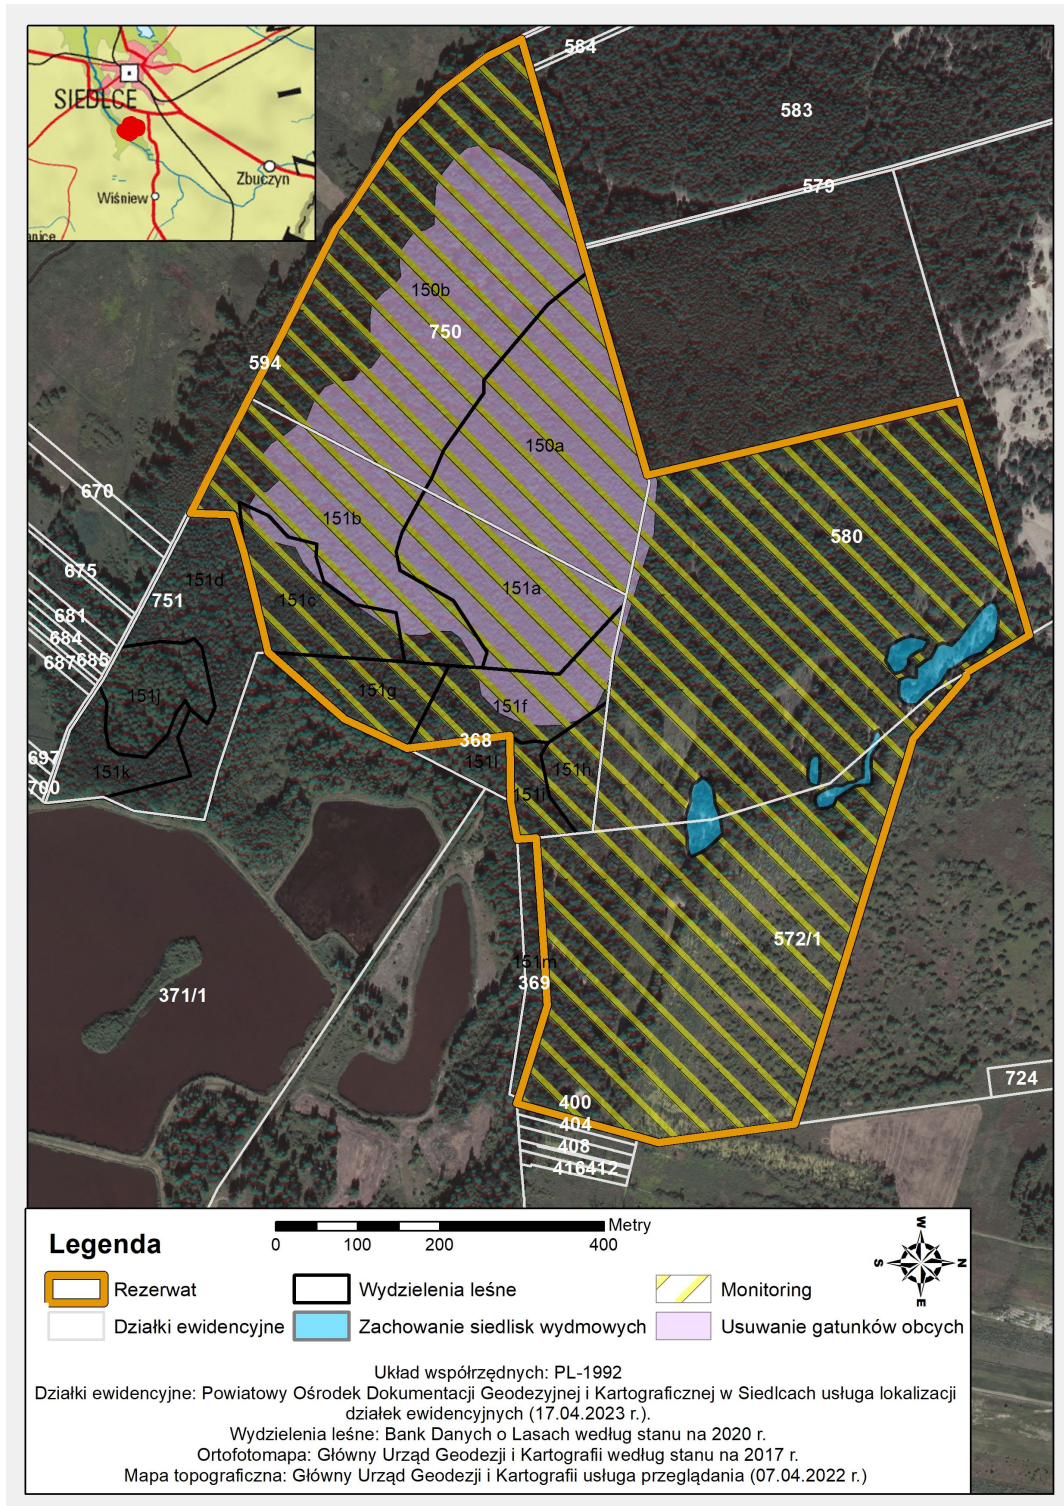 SIEDLCE
Zbuczyn
Wiśniew
584
583
579
150b
750
594
150a
670
151b
580
675
151d
151a
151c
751
681
684
687
685
151j
151g
151f
368
697
151l
151h
151k
700
151i
572/1
151m
369
371/1
724
400
404
408
416
412
Legenda
0 100 200 400 Metry
W
S N
E
Rezerwat
Wydzielenia leśne
Monitoring
Działki ewidencyjne
Zachowanie siedlisk wydmowych
Usuwanie gatunków obcych
Układ współrzędnych: PL-1992
Działki ewidencyjne: Powiatowy Ośrodek Dokumentacji Geodezyjnej i Kartograficznej w Siedlcach usługa lokalizacji
działek ewidencyjnych (17.04.2023 r.).
Wydzielenia leśne: Bank Danych o Lasach według stanu na 2020 r.
Ortofotomapa: Główny Urząd Geodezji i Kartografii według stanu na 2017 r.
Mapa topograficzna: Główny Urząd Geodezji i Kartografii usługa przeglądania (07.04.2022 r.)